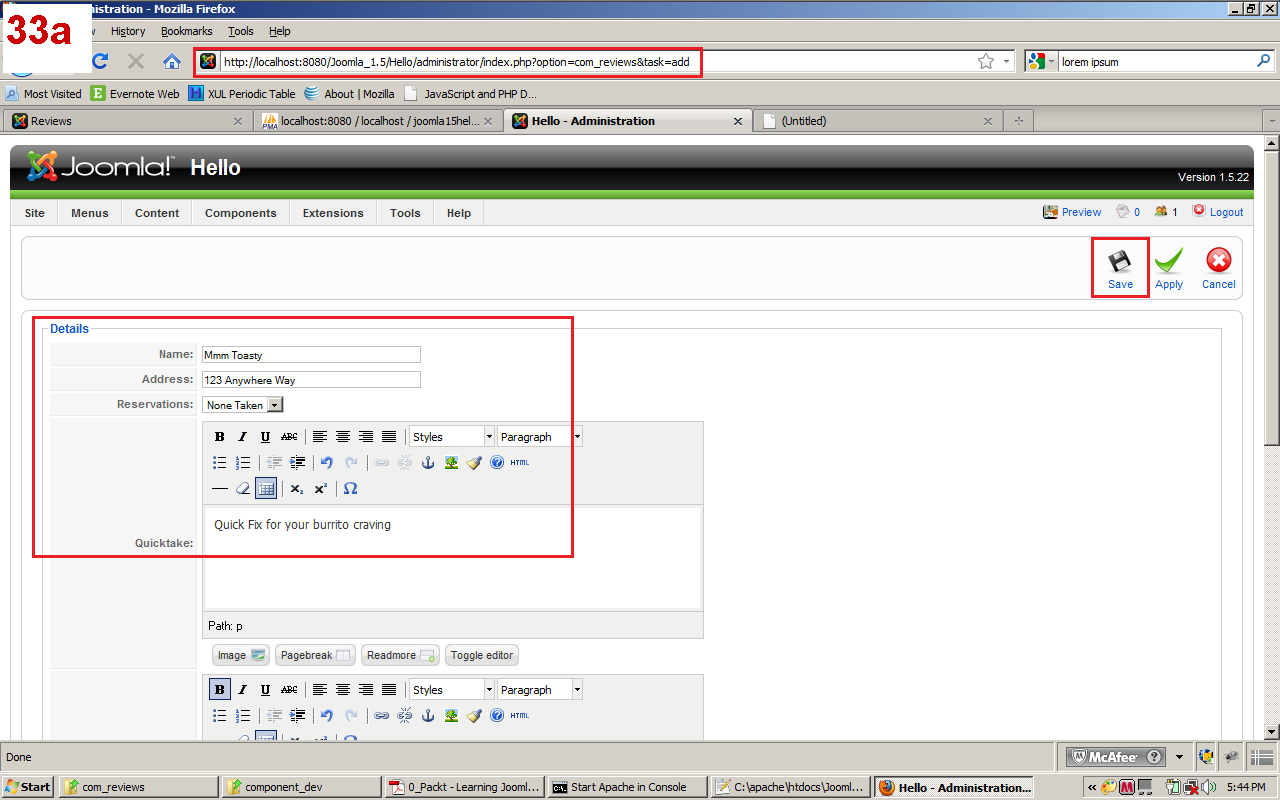 33a
ministration - Mozilla Firefox
History Bookmarks Tools Help
http://localhost:8080/Joomla_1.5/Hello/administrator/index.php?option=com_reviews&task=add
lorem ipsum
Most Visited Evernote Web XUL Periodic Table About | Mozilla JavaScript and PHP D...
Reviews localhost:8080 / localhost / joomla15hel... Hello - Administration (Untitled)
Joomla! Hello
Version 1.5.22
Site Menus Content Components Extensions Tools Help Preview 0 1 Logout
Save Apply Cancel
Details
Name: Mmm Toasty
Address: 123 Anywhere Way
Reservations: None Taken
B I U ABC Styles Paragraph
HTML
x₂ x² Ω
Quick Fix for your burrito craving
Quicktake:
Path: p
Image Pagebreak Readmore Toggle editor
B I U ABC Styles Paragraph
HTML
Done McAfee
Start com_reviews component_dev 0_Packt - Learning Jooml... Start Apache in Console C:\apache\htdocs\Jooml... Hello - Administration... 5:44 PM